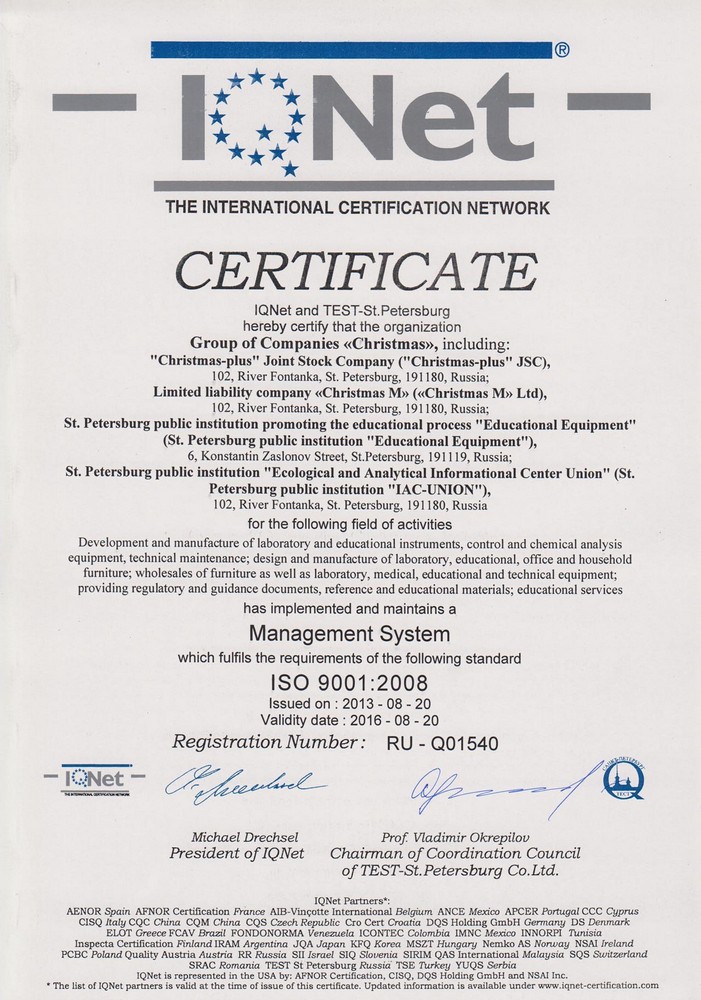 IQNet ®
THE INTERNATIONAL CERTIFICATION NETWORK
CERTIFICATE
IQNet and TEST-St.Petersburg
hereby certify that the organization
Group of Companies «Christmas», including:
"Christmas-plus" Joint Stock Company ("Christmas-plus" JSC),
102, River Fontanka, St. Petersburg, 191180, Russia;
Limited liability company «Christmas M» («Christmas M» Ltd),
102, River Fontanka, St. Petersburg, 191180, Russia;
St. Petersburg public institution promoting the educational process "Educational Equipment"
(St. Petersburg public institution "Educational Equipment"),
6, Konstantin Zaslonov Street, St.Petersburg, 191119, Russia;
St. Petersburg public institution "Ecological and Analytical Informational Center Union" (St.
Petersburg public institution "IAC-UNION"),
102, River Fontanka, St. Petersburg, 191180, Russia
for the following field of activities
Development and manufacture of laboratory and educational instruments, control and chemical analysis
equipment, technical maintenance; design and manufacture of laboratory, educational, office and household
furniture; wholesales of furniture as well as laboratory, medical, educational and technical equipment;
providing regulatory and guidance documents, reference and educational materials; educational services
has implemented and maintains a
Management System
which fulfils the requirements of the following standard
ISO 9001:2008
Issued on : 2013 - 08 - 20
Validity date : 2016 - 08 - 20
Registration Number : RU - Q01540
IQNet
THE INTERNATIONAL CERTIFICATION NETWORK
САНКТ-ПЕТЕРБУРГ
ТЕСТ
Michael Drechsel
President of IQNet
Prof. Vladimir Okrepilov
Chairman of Coordination Council
of TEST-St.Petersburg Co.Ltd.
IQNet Partners*:
AENOR Spain AFNOR Certification France AIB-Vinçotte International Belgium ANCE Mexico APCER Portugal CCC Cyprus
CISQ Italy CQC China CQM China CQS Czech Republic Cro Cert Croatia DQS Holding GmbH Germany DS Denmark
ELOT Greece FCAV Brazil FONDONORMA Venezuela ICONTEC Colombia IMNC Mexico INNORPI Tunisia
Inspecta Certification Finland IRAM Argentina JQA Japan KFQ Korea MSZT Hungary Nemko AS Norway NSAI Ireland
PCBC Poland Quality Austria Austria RR Russia SII Israel SIQ Slovenia SIRIM QAS International Malaysia SQS Switzerland
SRAC Romania TEST St Petersburg Russia TSE Turkey YUQS Serbia
IQNet is represented in the USA by: AFNOR Certification, CISQ, DQS Holding GmbH and NSAI Inc.
* The list of IQNet partners is valid at the time of issue of this certificate. Updated information is available under www.iqnet-certification.com